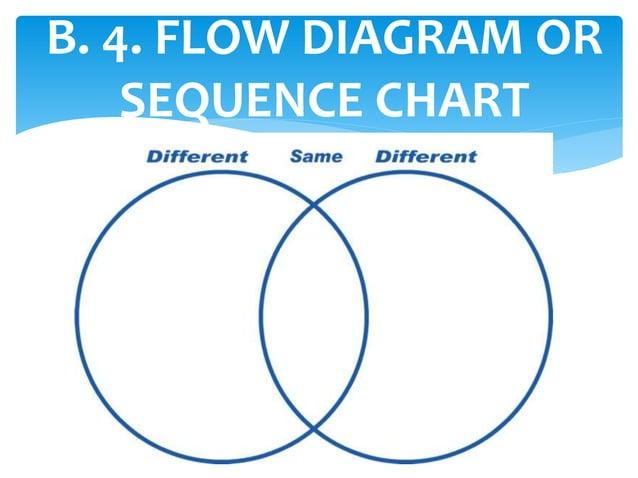 B. 4. FLOW DIAGRAM OR
SEQUENCE CHART
Different Same Different